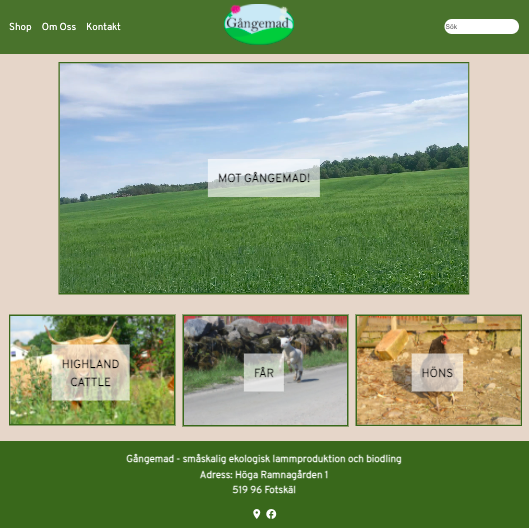 Shop Om Oss Kontakt
Gångemad
Sök
MOT GÅNGEMAD!
HIGHLAND
CATTLE
FÅR
HÖNS
Gångemad - småskalig ekologisk lammproduktion och biodling
Adress: Höga Ramnagården 1
519 96 Fotskäl